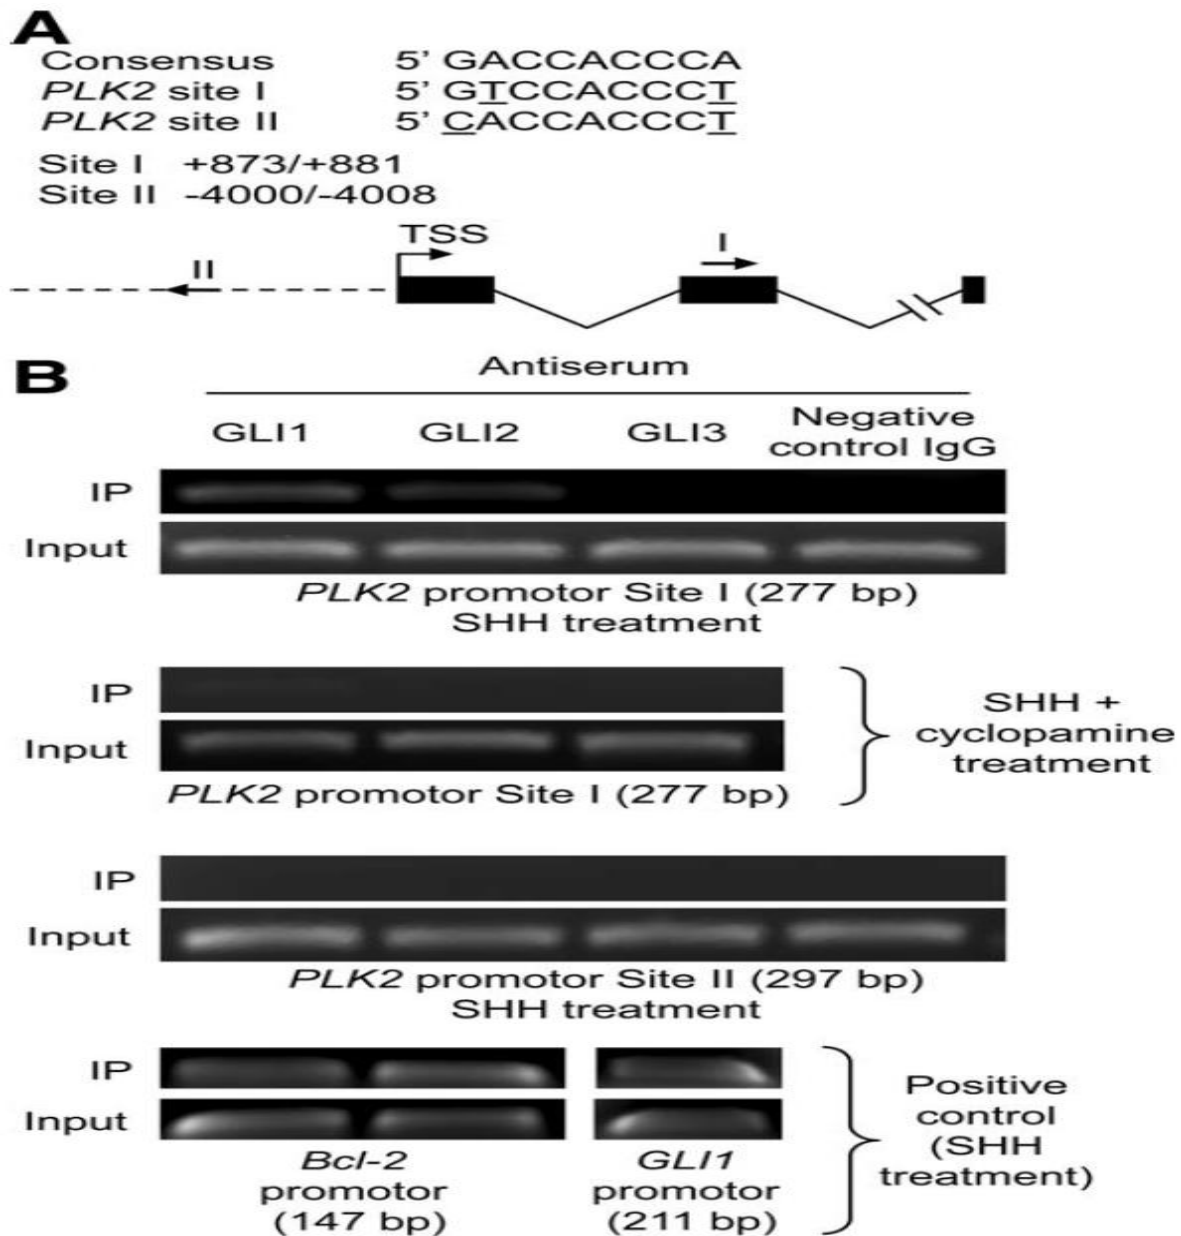 A
Consensus 5’ GACCACCCA
PLK2 site I 5’ GTCCACCCT
PLK2 site II 5’ CACCACCCT
Site I +873/+881
Site II -4000/-4008
TSS
II
I
B
Antiserum
GLI1 GLI2 GLI3 Negative
control IgG
IP
Input
PLK2 promotor Site I (277 bp)
SHH treatment
IP
Input
PLK2 promotor Site I (277 bp)
SHH +
cyclopamine
treatment
IP
Input
PLK2 promotor Site II (297 bp)
SHH treatment
IP
Input
Bcl-2
promotor
(147 bp)
GLI1
promotor
(211 bp)
Positive
control
(SHH
treatment)